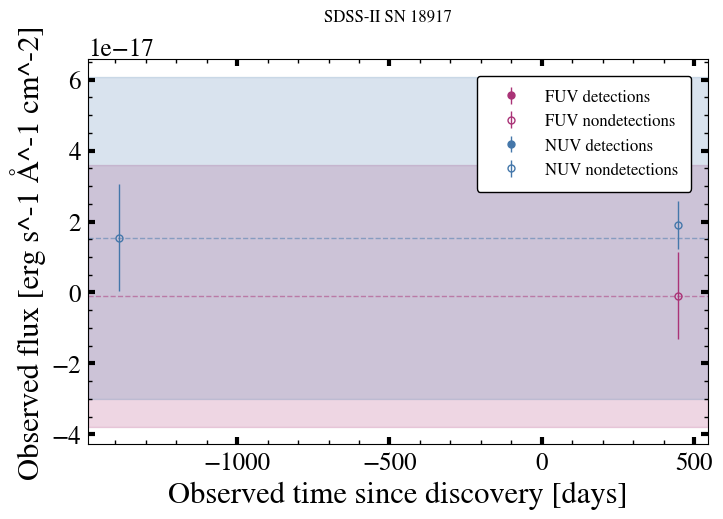 SDSS-II SN 18917
1e−17
6
4
2
0
−2
−4
Observed flux [erg s^-1 Å^-1 cm^-2]
FUV detections
FUV nondetections
NUV detections
NUV nondetections
−1000 −500 0 500
Observed time since discovery [days]